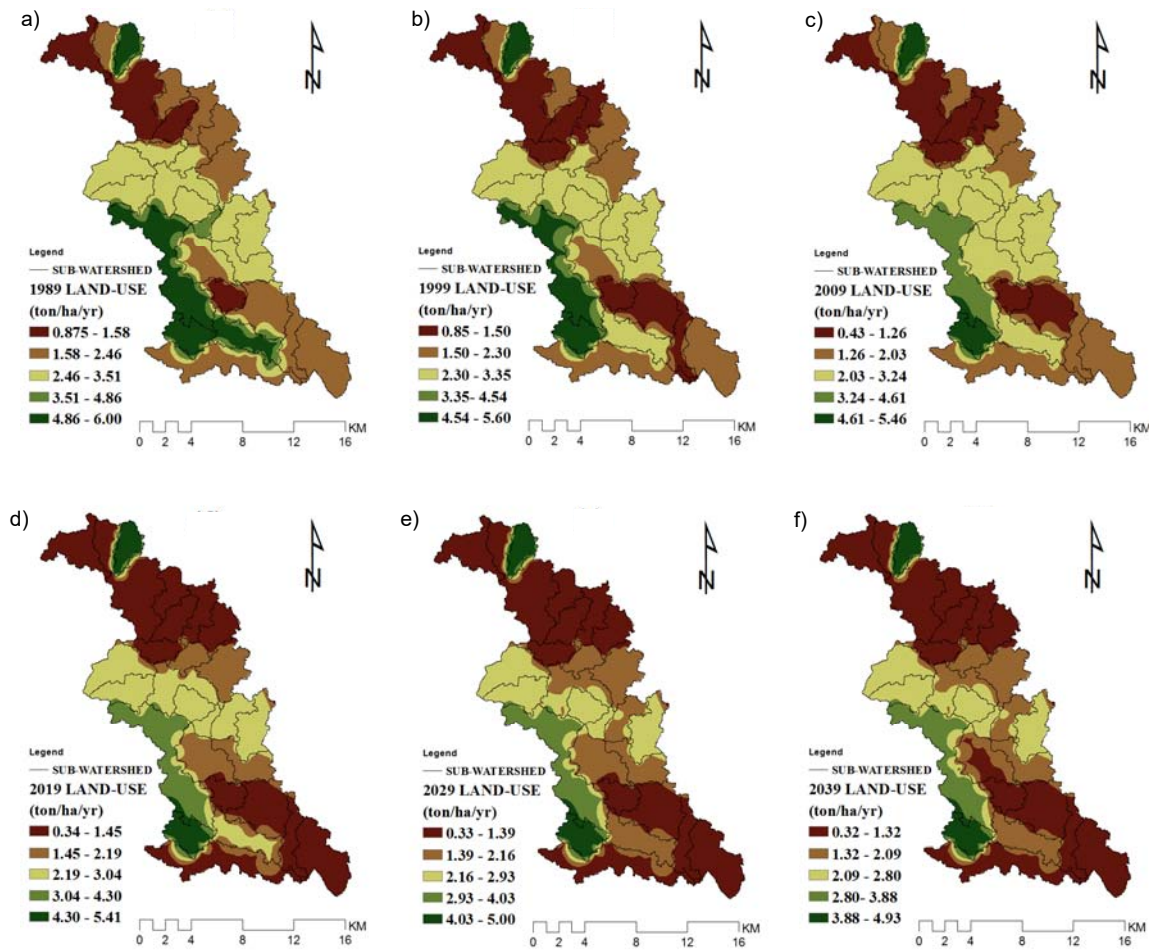 a)
N
Legend
SUB-WATERSHED
1989 LAND-USE
(ton/ha/yr)
0.875 - 1.58
1.58 - 2.46
2.46 - 3.51
3.51 - 4.86
4.86 - 6.00
KM
0 2 4 8 12 16
b)
N
Legend
SUB-WATERSHED
1999 LAND-USE
(ton/ha/yr)
0.85 - 1.50
1.50 - 2.30
2.30 - 3.35
3.35- 4.54
4.54 - 5.60
KM
0 2 4 8 12 16
c)
N
Legend
SUB-WATERSHED
2009 LAND-USE
(ton/ha/yr)
0.43 - 1.26
1.26 - 2.03
2.03 - 3.24
3.24 - 4.61
4.61 - 5.46
KM
0 2 4 8 12 16
d)
N
Legend
SUB-WATERSHED
2019 LAND-USE
(ton/ha/yr)
0.34 - 1.45
1.45 - 2.19
2.19 - 3.04
3.04 - 4.30
4.30 - 5.41
KM
0 2 4 8 12 16
e)
N
Legend
SUB-WATERSHED
2029 LAND-USE
(ton/ha/yr)
0.33 - 1.39
1.39 - 2.16
2.16 - 2.93
2.93 - 4.03
4.03 - 5.00
KM
0 2 4 8 12 16
f)
N
Legend
SUB-WATERSHED
2039 LAND-USE
(ton/ha/yr)
0.32 - 1.32
1.32 - 2.09
2.09 - 2.80
2.80- 3.88
3.88 - 4.93
KM
0 2 4 8 12 16